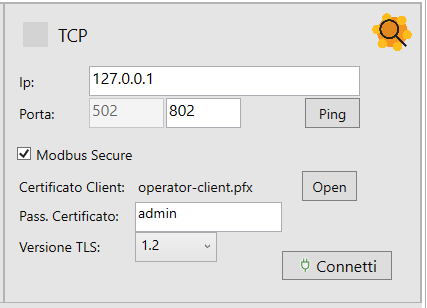 TCP
Ip: 127.0.0.1
Porta: 502 802 Ping
Modbus Secure
Certificato Client: operator-client.pfx Open
Pass. Certificato: admin
Versione TLS: 1.2
Connetti